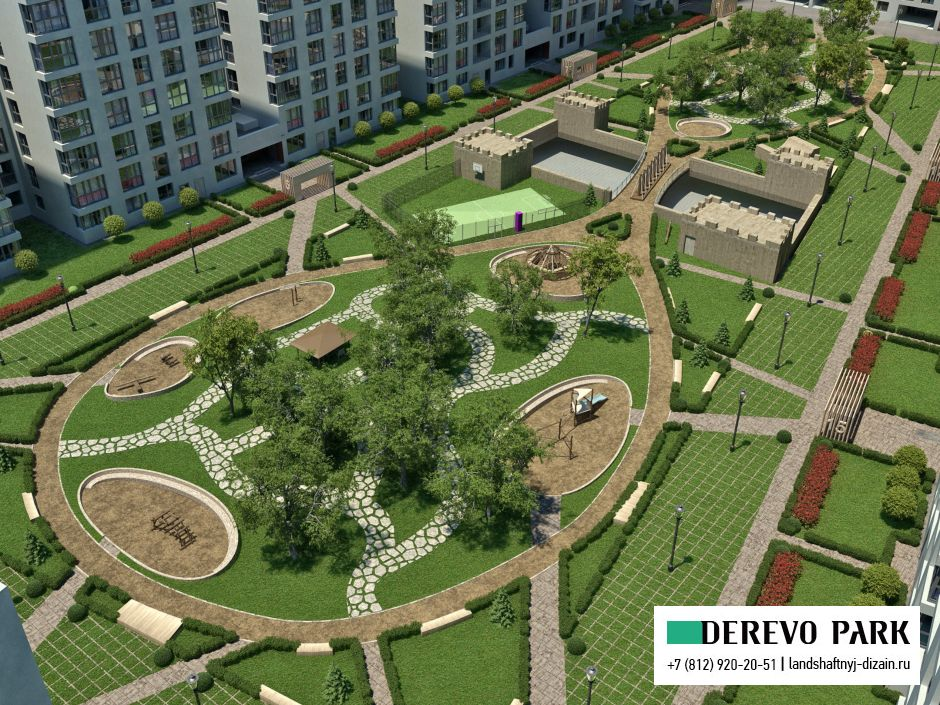 DEREVO PARK
+7 (812) 920-20-51 | landshaftnyj-dizain.ru